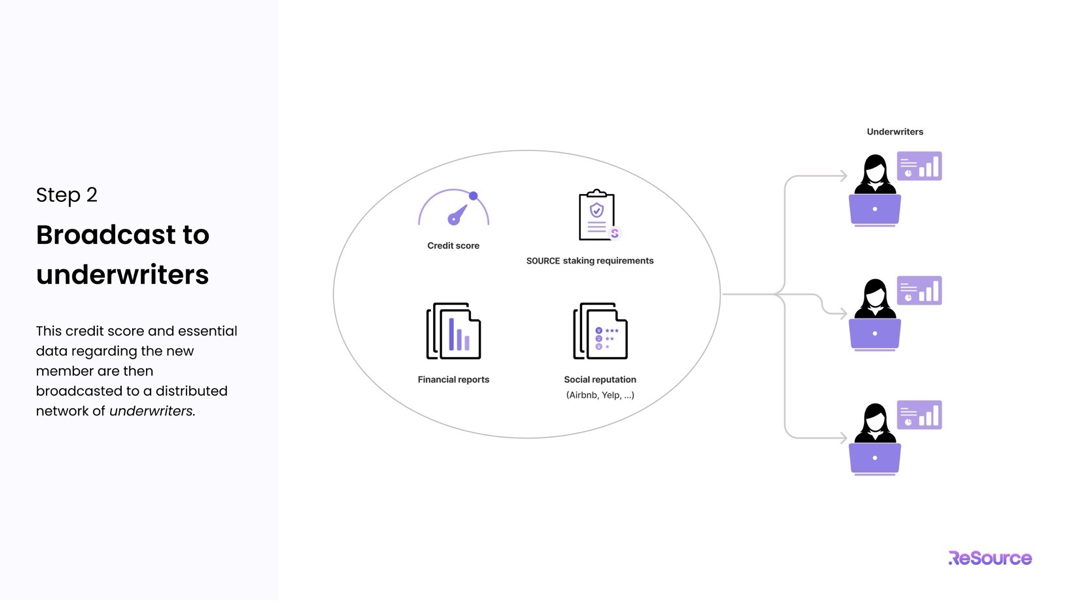 Step 2
Broadcast to
underwriters
This credit score and essential
data regarding the new
member are then
broadcasted to a distributed
network of underwriters.
Credit score
SOURCE staking requirements
Financial reports
Social reputation
(Airbnb, Yelp, ...)
Underwriters
ReSource